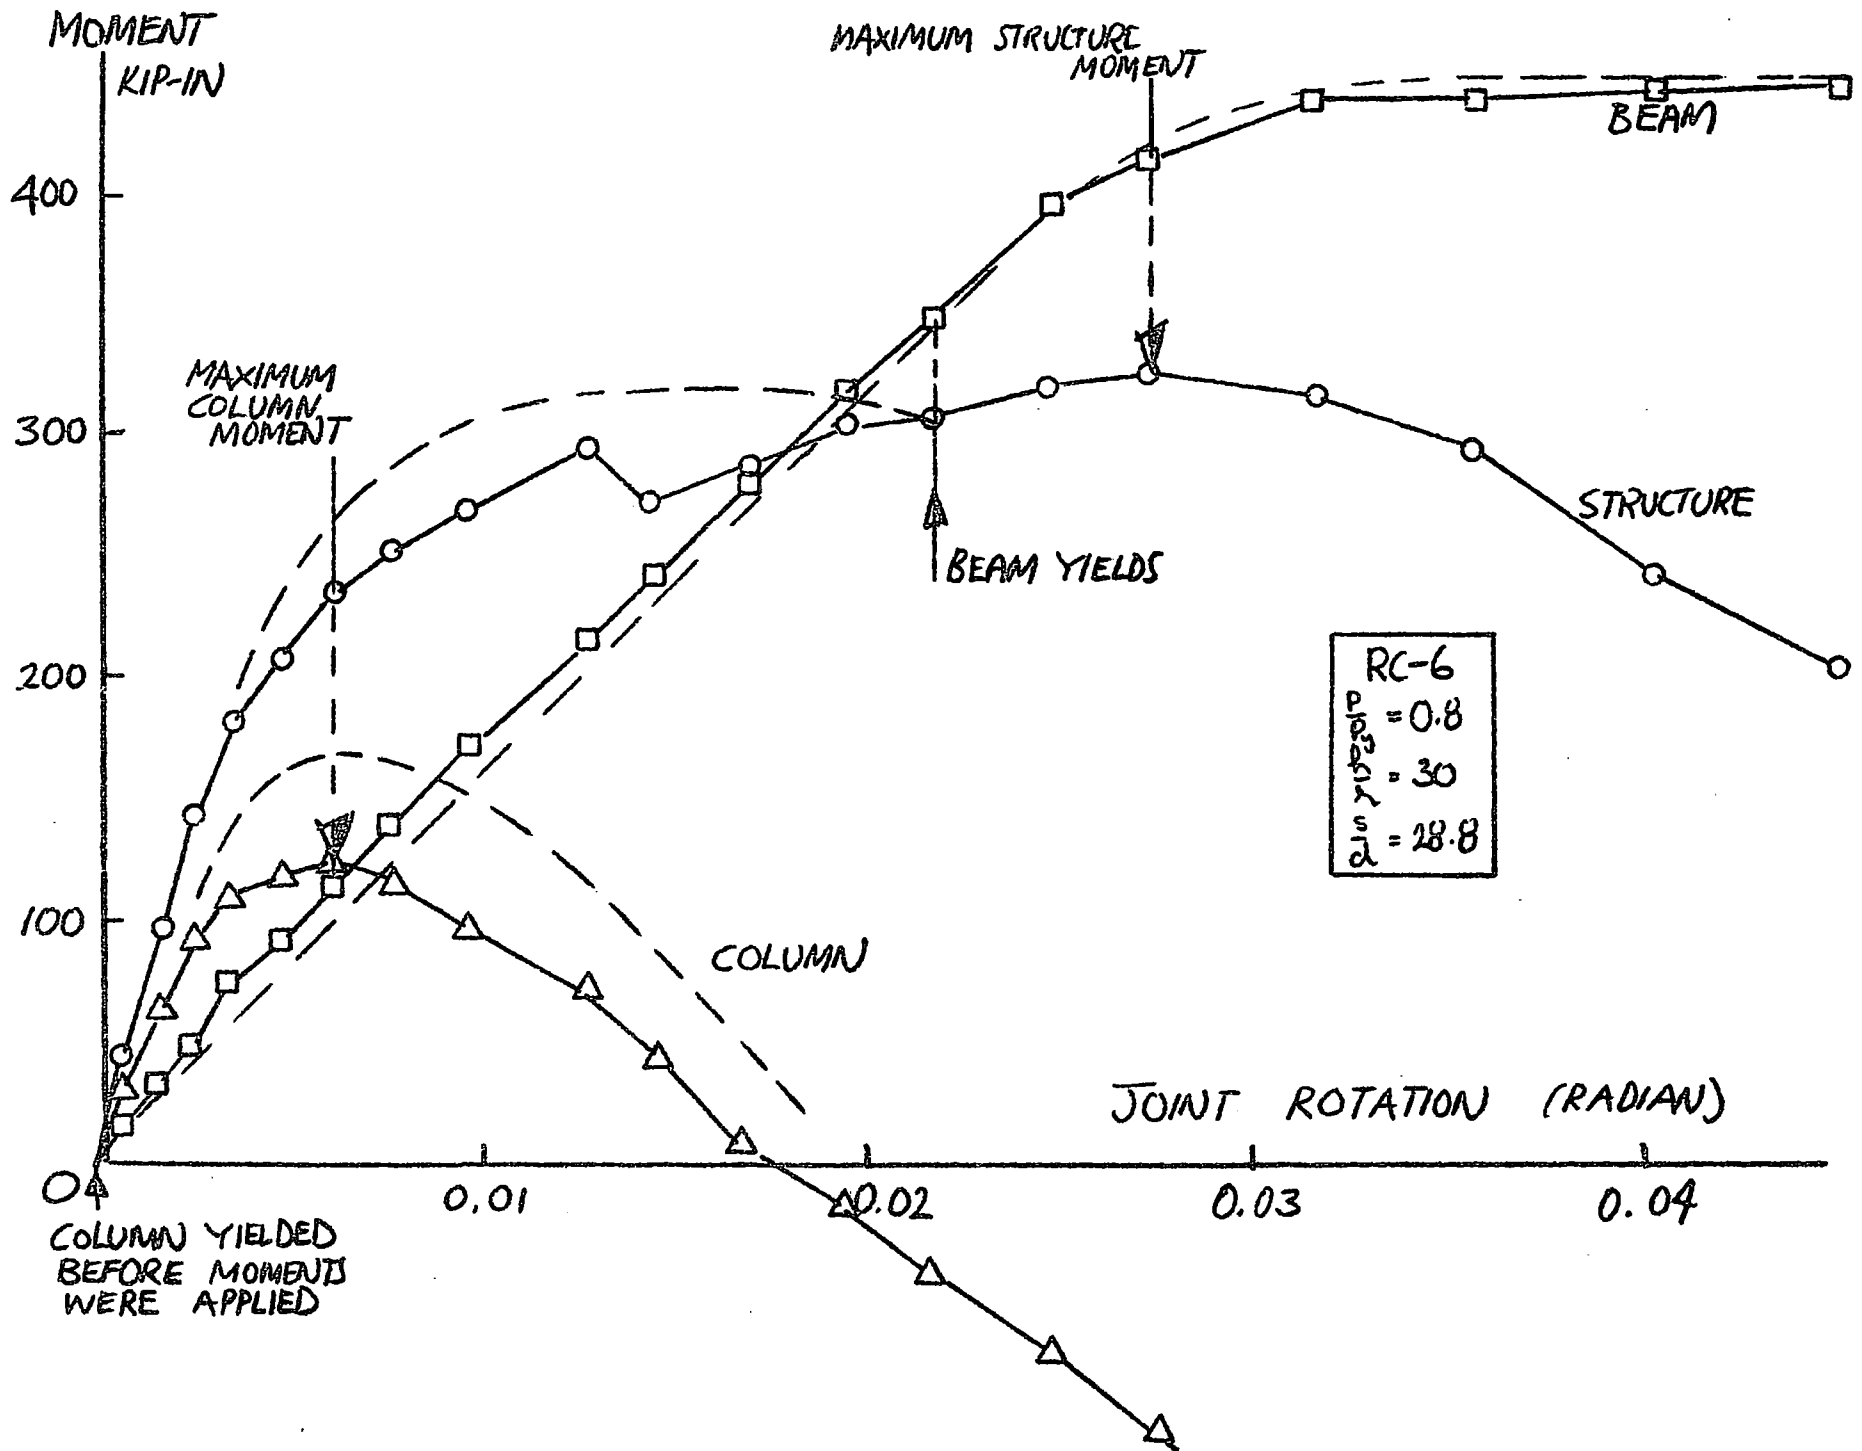 MOMENT
KIP-IN
MAXIMUM STRUCTURE
MOMENT
BEAM
400
MAXIMUM
COLUMN
MOMENT
300
STRUCTURE
BEAM YIELDS
200
RC-6
= 0.8
= 30
= 28.8
100
COLUMN
JOINT ROTATION (RADIAN)
0
0.01
0.02
0.03
0.04
COLUMN YIELDED
BEFORE MOMENTS
WERE APPLIED